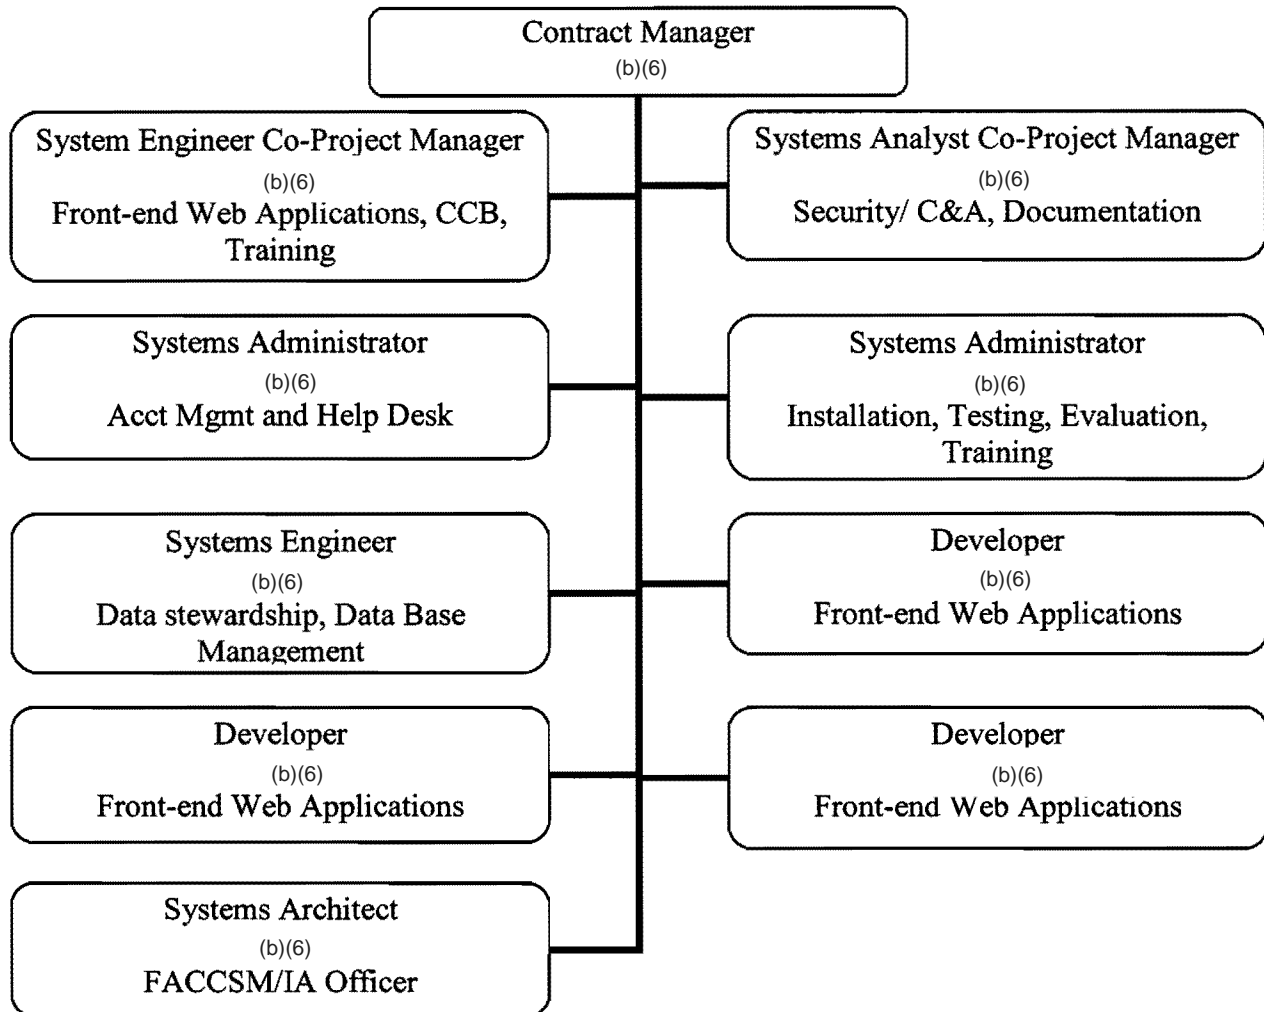 Contract Manager
(b)(6)
System Engineer Co-Project Manager
(b)(6)
Front-end Web Applications, CCB,
Training
Systems Analyst Co-Project Manager
(b)(6)
Security/ C&A, Documentation
Systems Administrator
(b)(6)
Acct Mgmt and Help Desk
Systems Administrator
(b)(6)
Installation, Testing, Evaluation,
Training
Systems Engineer
(b)(6)
Data stewardship, Data Base
Management
Developer
(b)(6)
Front-end Web Applications
Developer
(b)(6)
Front-end Web Applications
Developer
(b)(6)
Front-end Web Applications
Systems Architect
(b)(6)
FACCSM/IA Officer